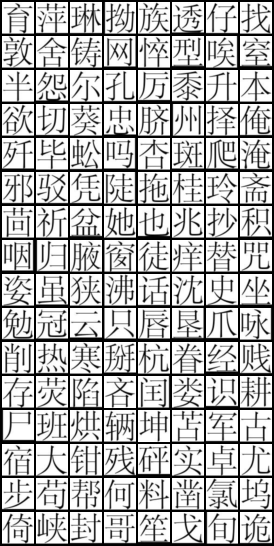 育萍琳拗族透仔找
敦舍铸网悴型唉窒
半怨尔孔厉黍升本
欲切葵忠脐州择俺
歼毕蚣吗杏斑爬淹
邪驳凭陡拖桂玲斋
茴祈盆她也兆抄积
咽归腋窗徒痒替咒
姿虽狭沸话沈史坐
勉冠云只唇垦爪咏
削热寒掰杭眷经贱
存荧陷吝闰娄识耕
尸班烘辆坤苫军古
宿大钳残砰实卓尤
步苟帮何料凿氯坞
倚峡封哥笙戈旬诡